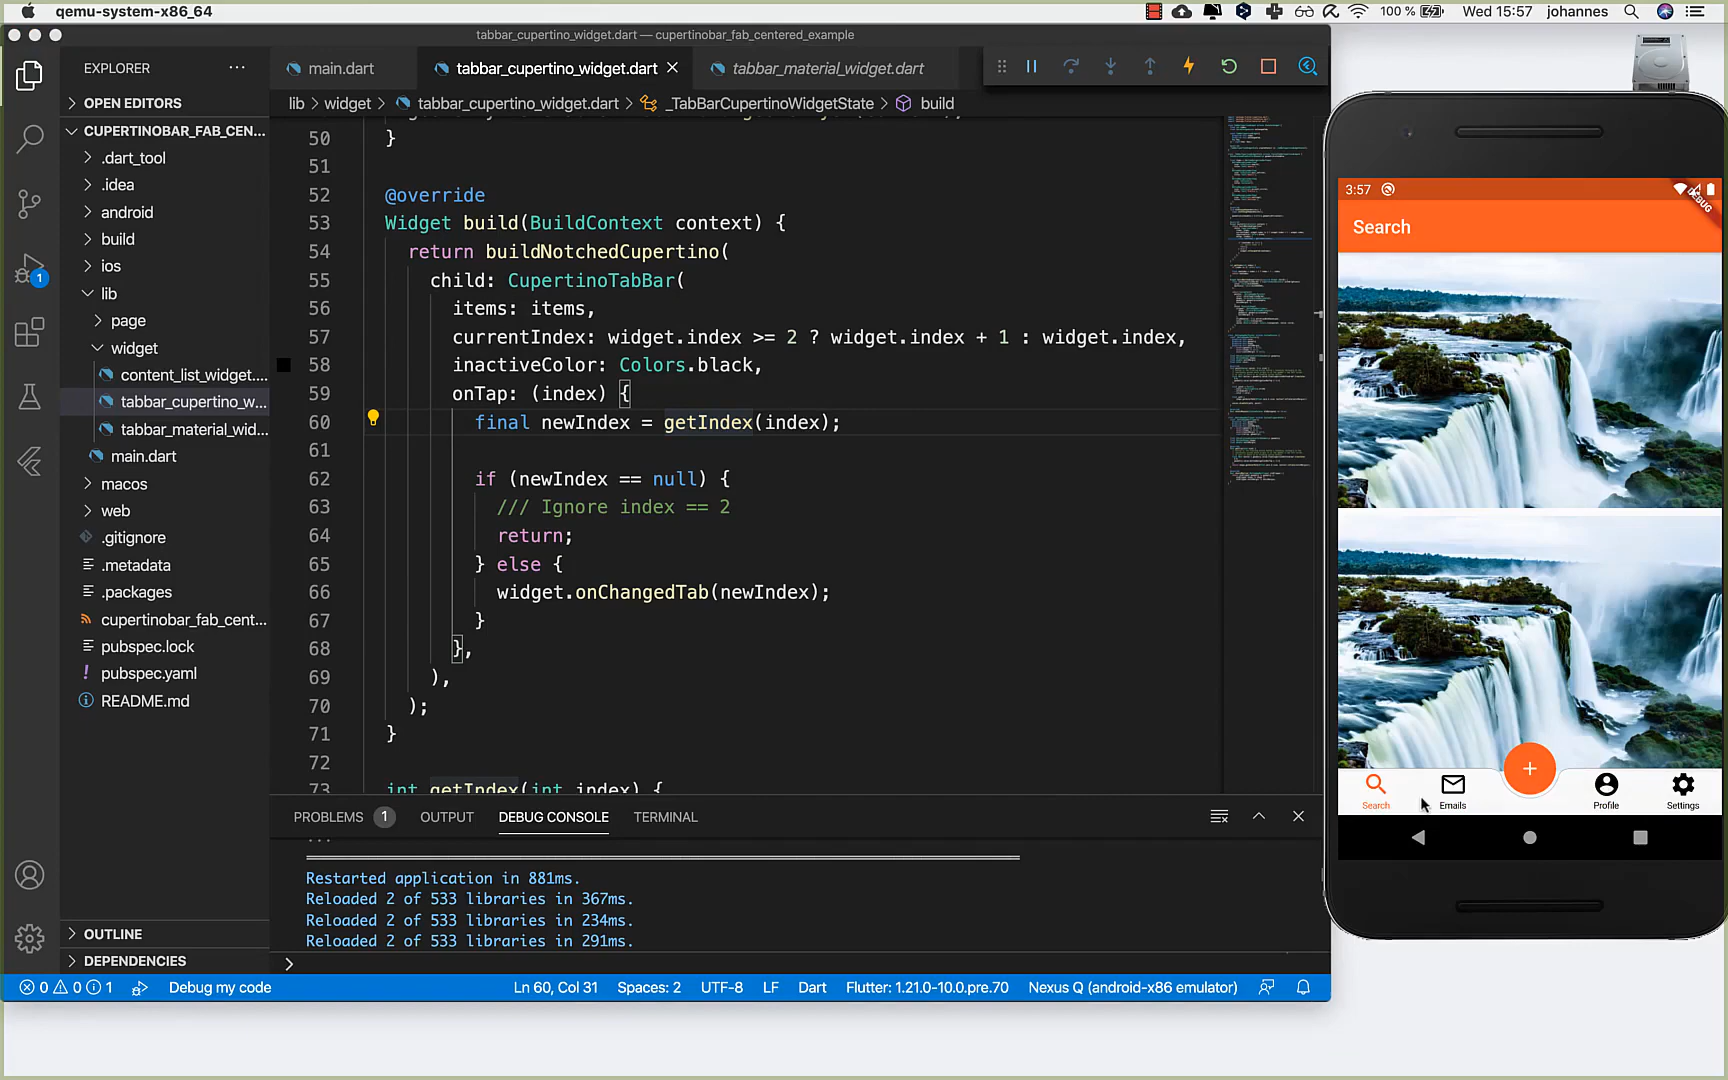 qemu-system-x86_64
100 %
Wed 15:57
johannes
tabbar_cupertino_widget.dart — cupertinobar_fab_centered_example
EXPLORER
main.dart
tabbar_cupertino_widget.dart
tabbar_material_widget.dart
OPEN EDITORS
lib > widget > tabbar_cupertino_widget.dart > _TabBarCupertinoWidgetState > build
CUPERTINOBAR_FAB_CEN...
.dart_tool
.idea
android
build
ios
lib
page
widget
content_list_widget....
tabbar_cupertino_w...
tabbar_material_wid...
main.dart
macos
web
.gitignore
.metadata
.packages
cupertinobar_fab_cent...
pubspec.lock
pubspec.yaml
README.md
OUTLINE
DEPENDENCIES
1
50 }
51
52 @override
53 Widget build(BuildContext context) {
54 return buildNotchedCupertino(
55 child: CupertinoTabBar(
56 items: items,
57 currentIndex: widget.index >= 2 ? widget.index + 1 : widget.index,
58 inactiveColor: Colors.black,
59 onTap: (index) {
60 final newIndex = getIndex(index);
61
62 if (newIndex == null) {
63 /// Ignore index == 2
64 return;
65 } else {
66 widget.onChangedTab(newIndex);
67 }
68 },
69 ),
70 );
71 }
72
73 int getIndex(int index) {
PROBLEMS 1
OUTPUT
DEBUG CONSOLE
TERMINAL
Restarted application in 881ms.
Reloaded 2 of 533 libraries in 367ms.
Reloaded 2 of 533 libraries in 234ms.
Reloaded 2 of 533 libraries in 291ms.
>
0 0 1
Debug my code
Ln 60, Col 31
Spaces: 2
UTF-8
LF
Dart
Flutter: 1.21.0-10.0.pre.70
Nexus Q (android-x86 emulator)
3:57
DEBUG
Search
Search
Emails
Profile
Settings